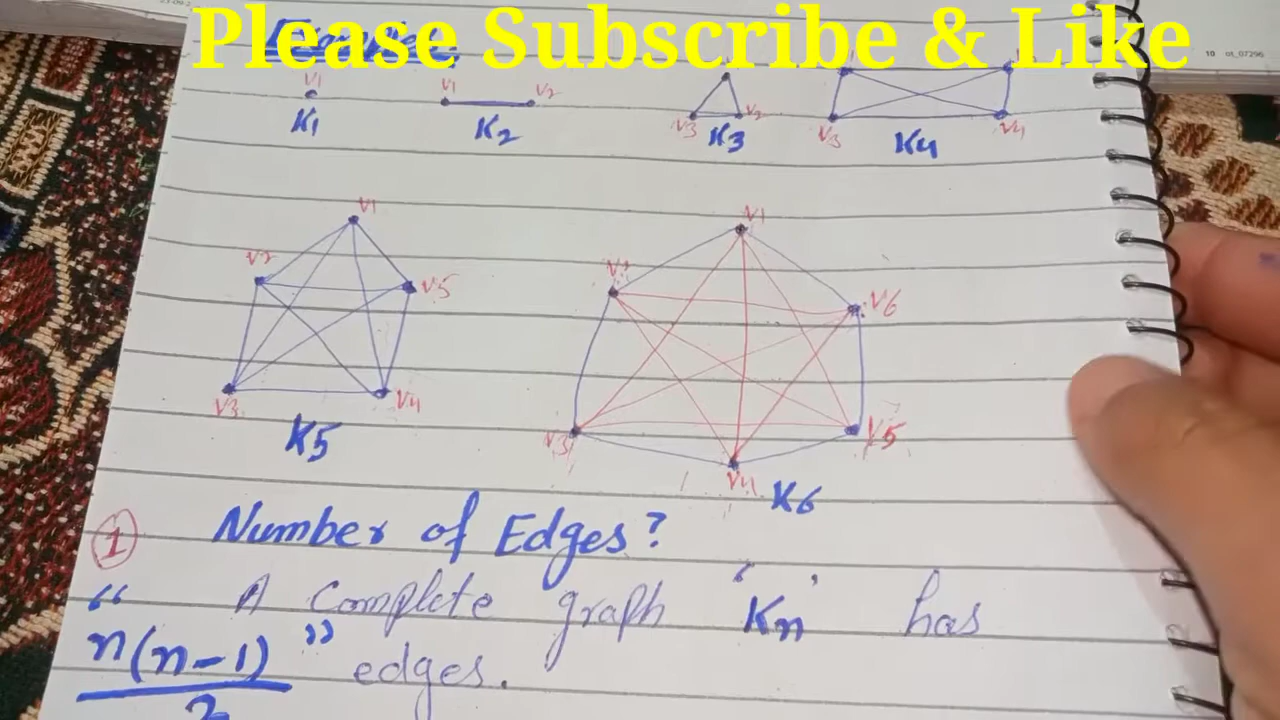 Please Subscribe & Like
10 ot_07296
V1
K1
V1 V2
K2
V3 V2
K3
V3 V4
K4
V1
V2
V5
V3
V4
K5
V1
V2
V6
V3
V5
V4
K6
1 Number of Edges?
“ A Complete graph ‘Kn’ has
n(n-1) ” edges.
2